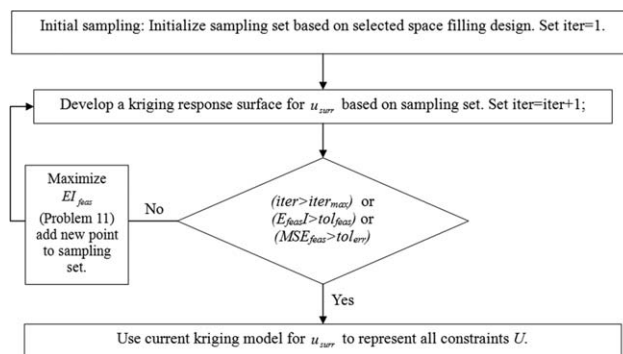 Initial sampling: Initialize sampling set based on selected space filling design. Set iter=1.
Develop a kriging response surface for u_surr based on sampling set. Set iter=iter+1;
Maximize
EI_feas
(Problem 11)
add new point
to sampling
set.
No
(iter>iter_max) or
(E_feasI>tol_feas) or
(MSE_feas>tol_err)
Yes
Use current kriging model for u_surr to represent all constraints U.